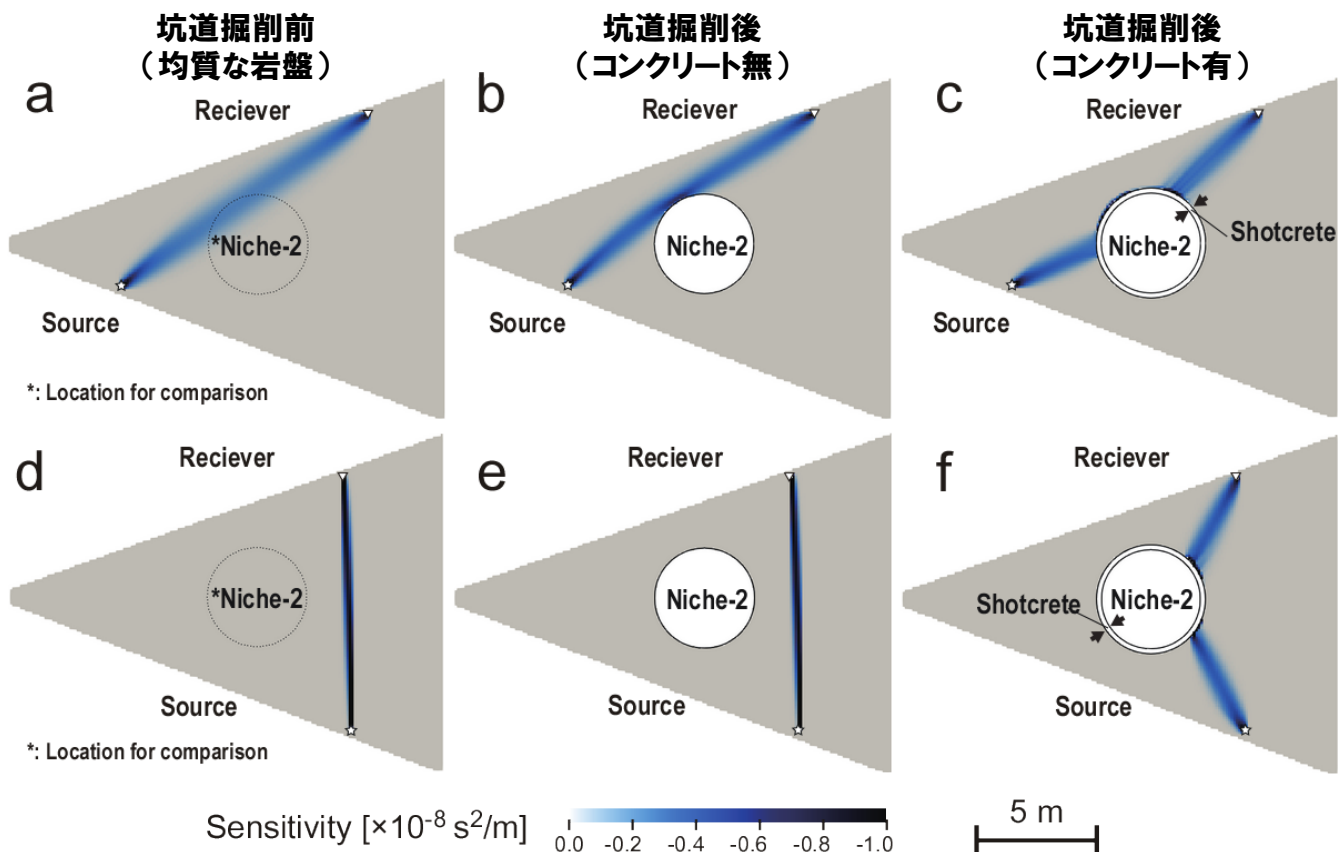 坑道掘削前
（均質な岩盤）
坑道掘削後
（コンクリート無）
坑道掘削後
（コンクリート有）
a
Reciever
*Niche-2
Source
*: Location for comparison
b
Reciever
Niche-2
Source
c
Reciever
Shotcrete
Niche-2
Source
d
Reciever
*Niche-2
Source
*: Location for comparison
e
Reciever
Niche-2
Source
f
Reciever
Shotcrete
Niche-2
Source
Sensitivity [×10⁻⁸ s²/m]
0.0 -0.2 -0.4 -0.6 -0.8 -1.0
5 m